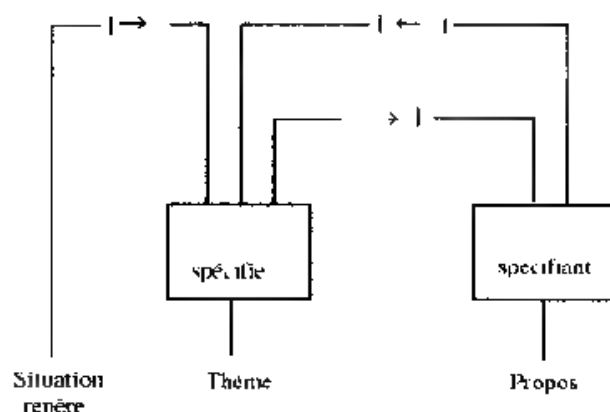 spécifié
spécifiant
Situation
repère
Thème
Propos